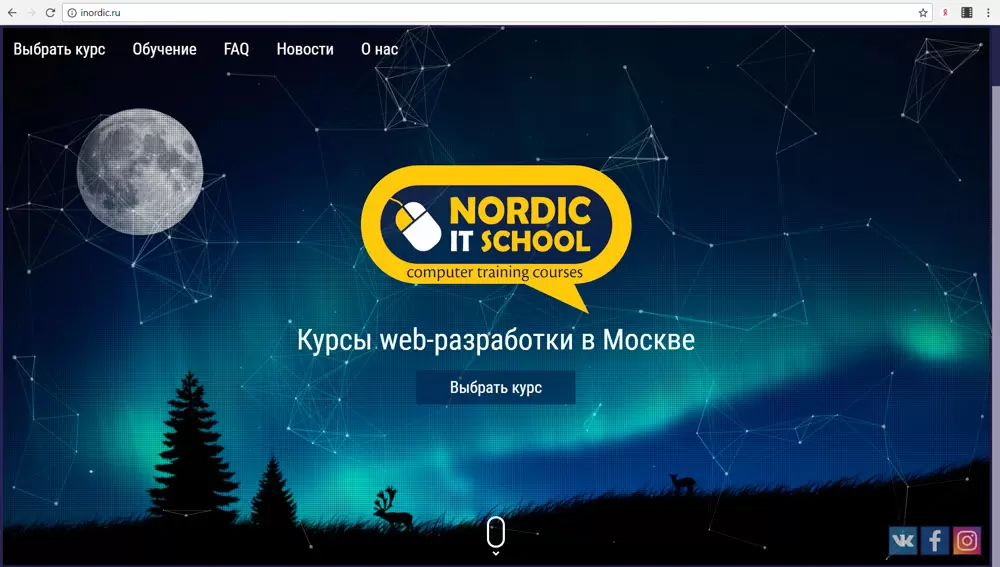 inordic.ru
Выбрать курс Обучение FAQ Новости О нас
NORDIC
IT SCHOOL
computer training courses
Курсы web-разработки в Москве
Выбрать курс